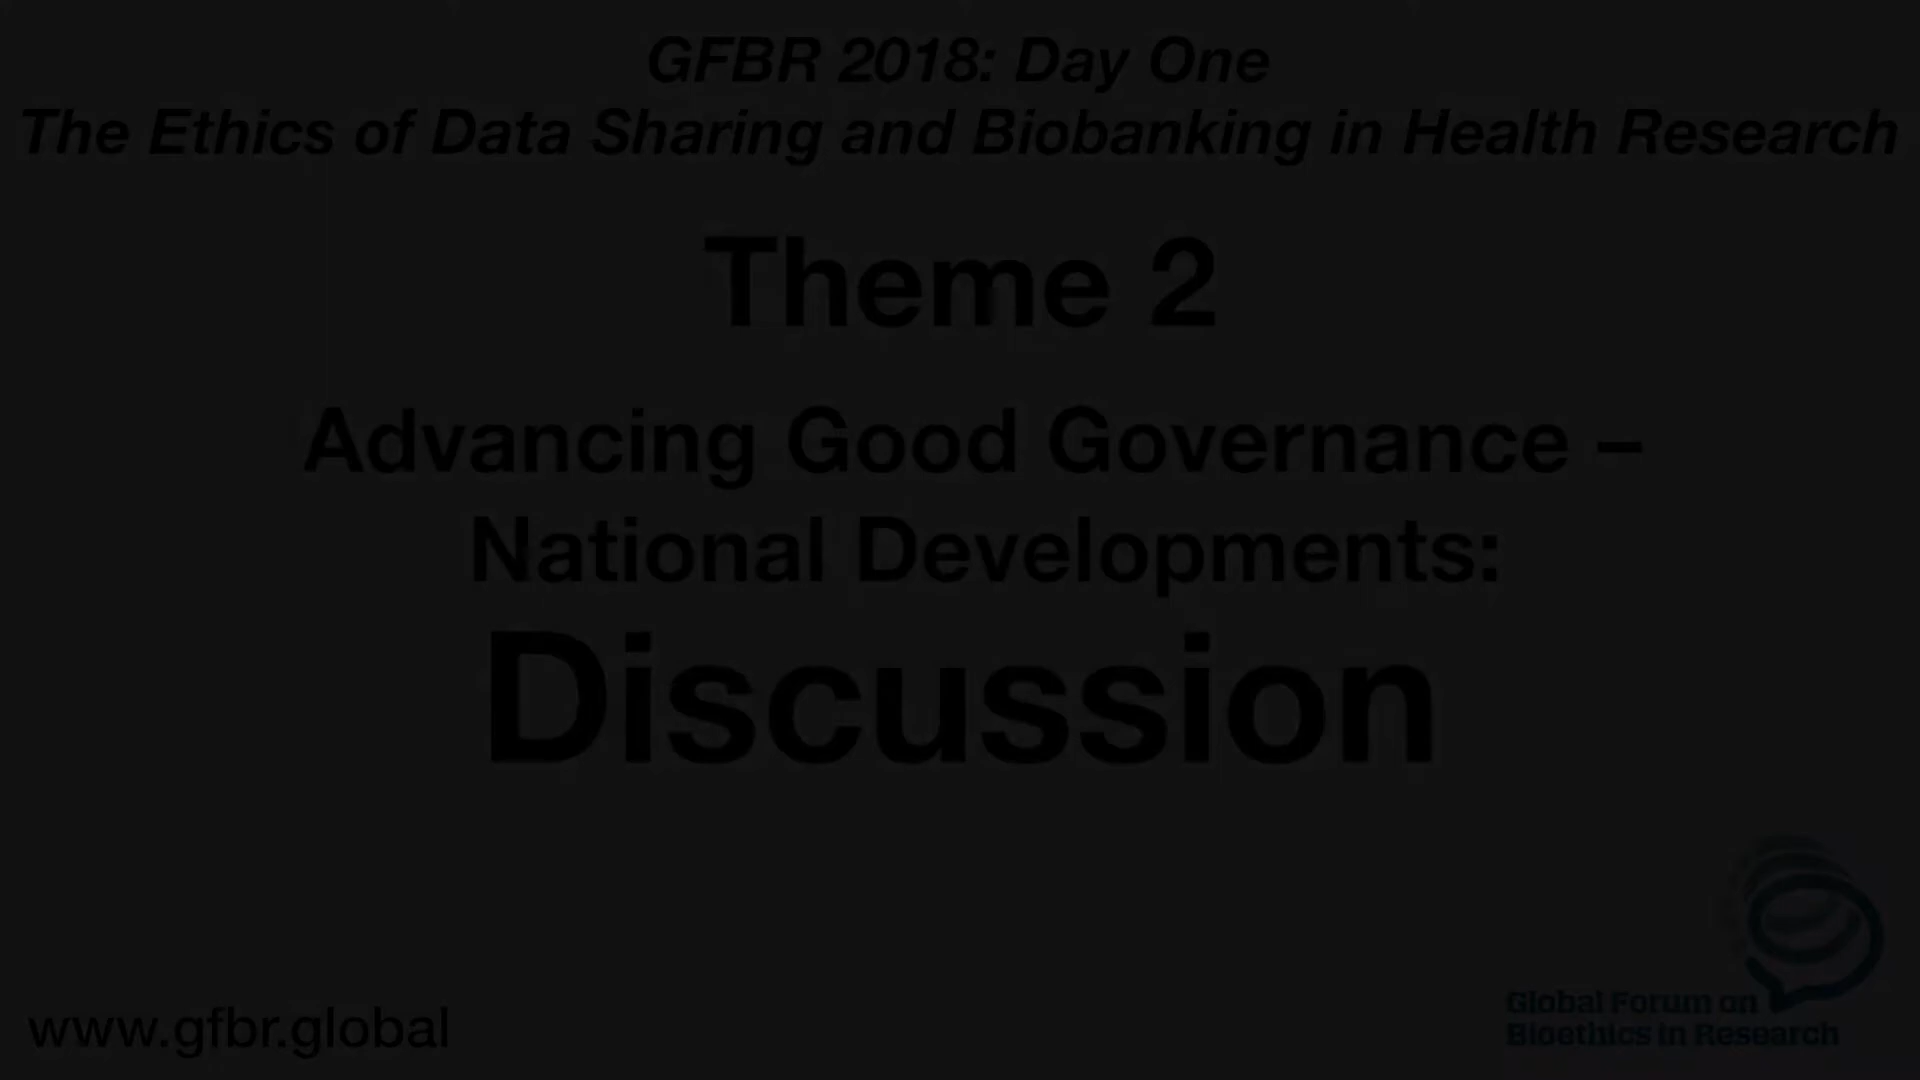 GFBR 2018: Day One
The Ethics of Data Sharing and Biobanking in Health Research
Theme 2
Advancing Good Governance –
National Developments:
Discussion
www.gfbr.global
Global Forum on
Bioethics in Research